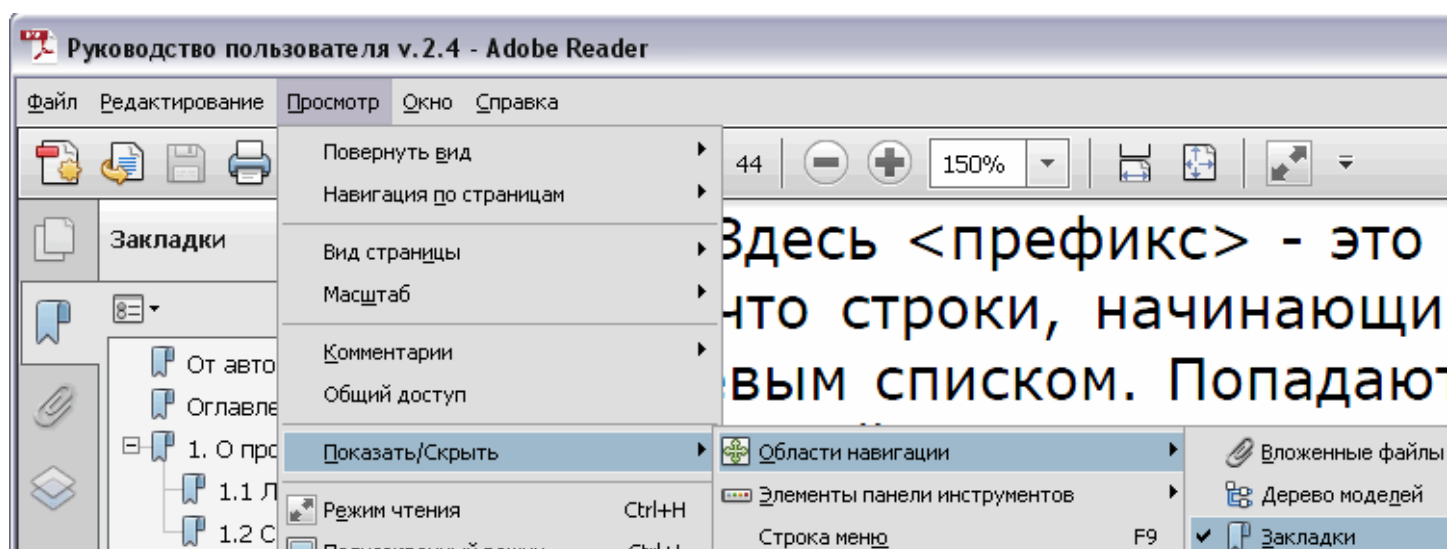 Руководство пользователя v.2.4 - Adobe Reader
Файл Редактирование Просмотр Окно Справка
44 150%
Закладки
От авто
Оглавле
1. О про
1.1 Л
1.2 С
Повернуть вид
Навигация по страницам
Вид страницы
Масштаб
Комментарии
Общий доступ
Показать/Скрыть
Режим чтения Ctrl+H
Здесь <префикс> - это
что строки, начинающи
евым списком. Попадают
Области навигации
Элементы панели инструментов
Строка меню F9
Вложенные файлы
Дерево моделей
Закладки